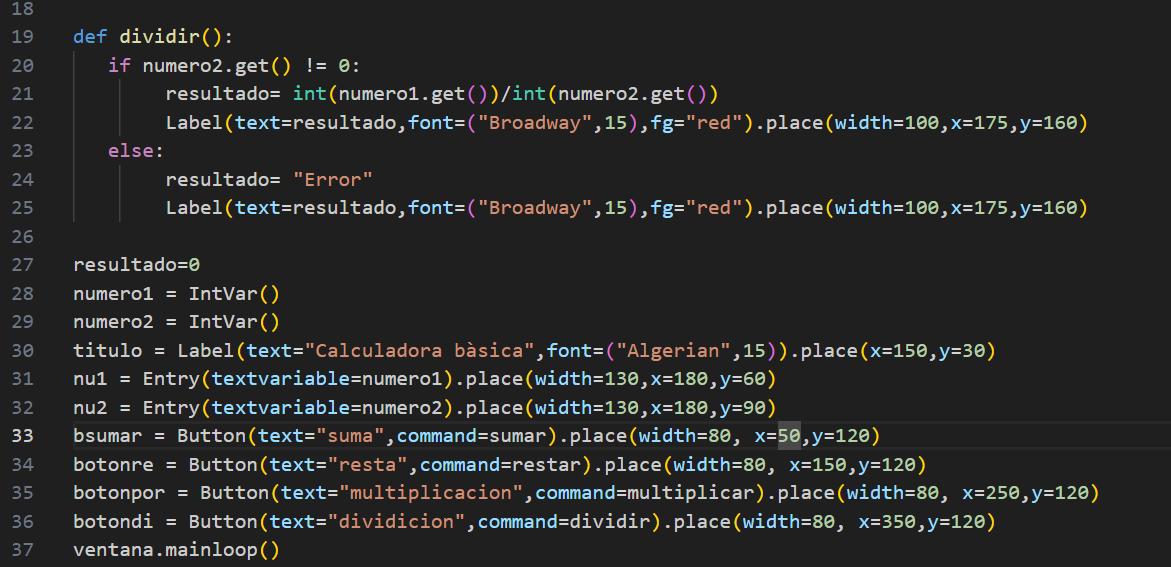 18
19 def dividir():
20 if numero2.get() != 0:
21 resultado= int(numero1.get())/int(numero2.get())
22 Label(text=resultado,font=("Broadway",15),fg="red").place(width=100,x=175,y=160)
23 else:
24 resultado= "Error"
25 Label(text=resultado,font=("Broadway",15),fg="red").place(width=100,x=175,y=160)
26
27 resultado=0
28 numero1 = IntVar()
29 numero2 = IntVar()
30 titulo = Label(text="Calculadora bàsica",font=("Algerian",15)).place(x=150,y=30)
31 nu1 = Entry(textvariable=numero1).place(width=130,x=180,y=60)
32 nu2 = Entry(textvariable=numero2).place(width=130,x=180,y=90)
33 bsumar = Button(text="suma",command=sumar).place(width=80, x=50,y=120)
34 botonre = Button(text="resta",command=restar).place(width=80, x=150,y=120)
35 botonpor = Button(text="multiplicacion",command=multiplicar).place(width=80, x=250,y=120)
36 botondi = Button(text="dividicion",command=dividir).place(width=80, x=350,y=120)
37 ventana.mainloop()